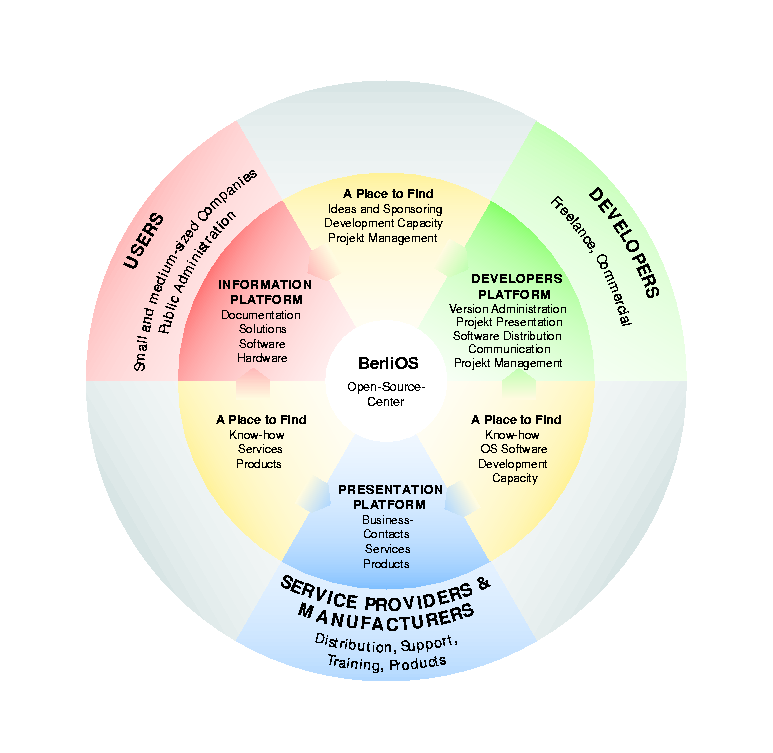 USERS
Small and medium-sized Companies
Public Administration
DEVELOPERS
Freelance, Commercial
A Place to Find
Ideas and Sponsoring
Development Capacity
Projekt Management
INFORMATION
PLATFORM
Documentation
Solutions
Software
Hardware
DEVELOPERS
PLATFORM
Version Administration
Projekt Presentation
Software Distribution
Communication
Projekt Management
BerliOS
Open-Source-
Center
A Place to Find
Know-how
Services
Products
A Place to Find
Know-how
OS Software
Development
Capacity
PRESENTATION
PLATFORM
Business-
Contacts
Services
Products
SERVICE PROVIDERS &
MANUFACTURERS
Distribution, Support,
Training, Products